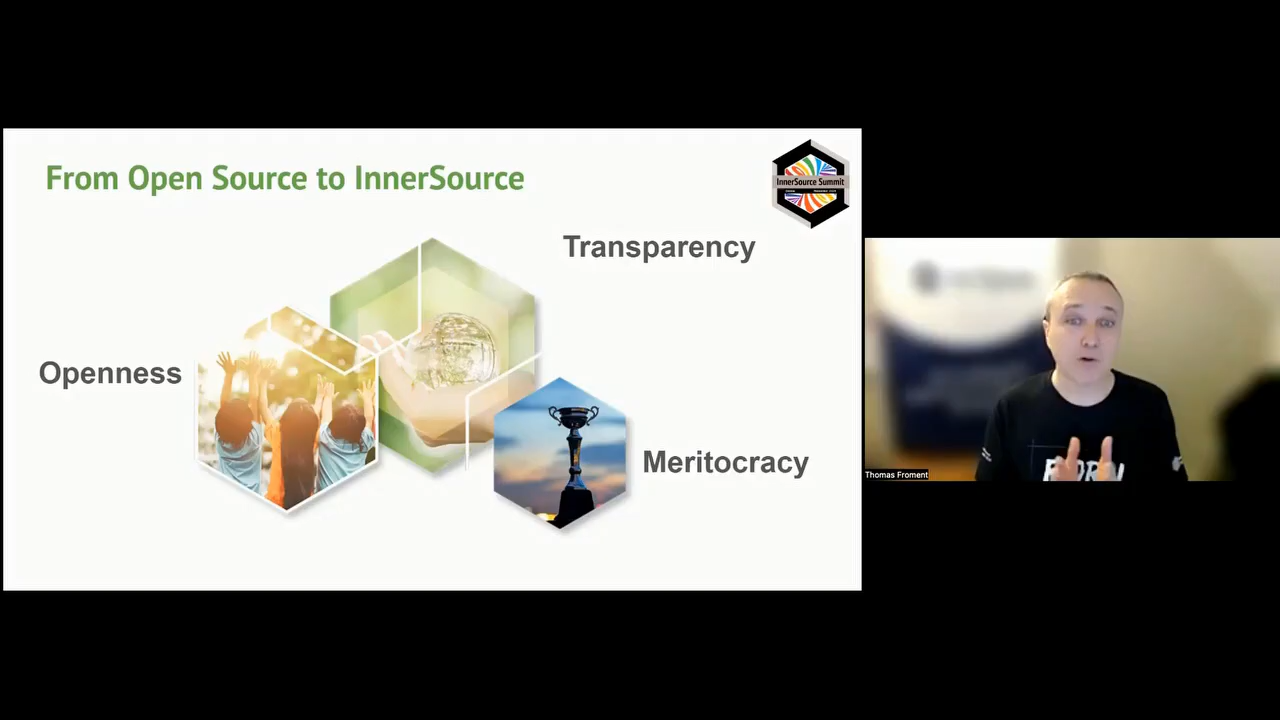 From Open Source to InnerSource
InnerSource Summit
Transparency
Openness
Meritocracy
Thomas Froment